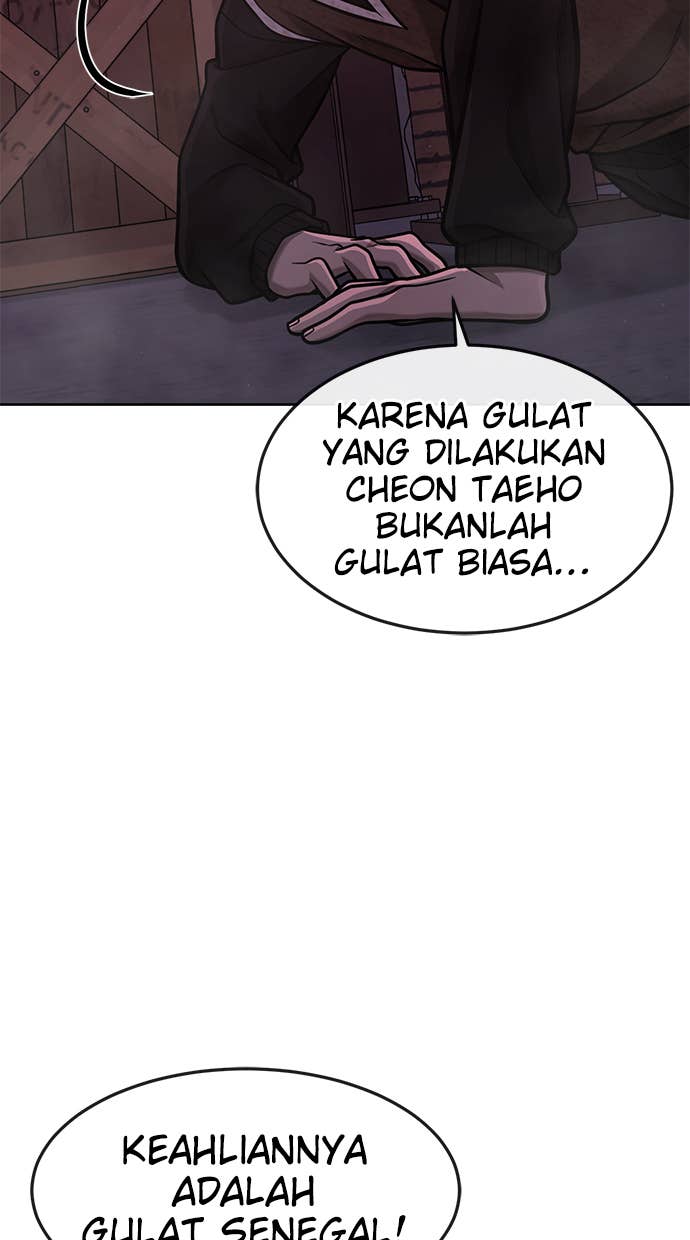 KARENA GULAT
YANG DILAKUKAN
CHEON TAEHO
BUKANLAH
GULAT BIASA...
KEAHLIANNYA
ADALAH
GULAT SENEGAL!